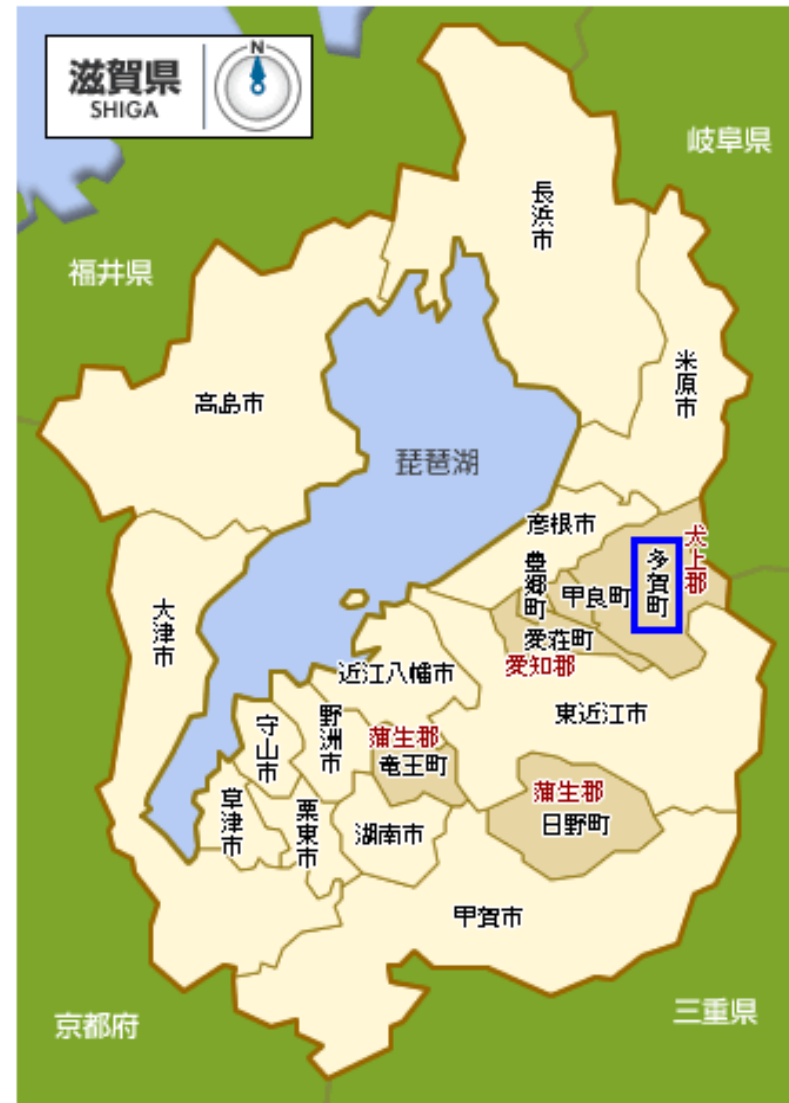 滋賀県
SHIGA
N
岐阜県
長浜市
福井県
米原市
高島市
琵琶湖
彦根市
犬上郡
多賀町
豊郷町
甲良町
大津市
愛荘町
愛知郡
近江八幡市
東近江市
守山市
野洲市
蒲生郡
竜王町
草津市
栗東市
湖南市
蒲生郡
日野町
甲賀市
京都府
三重県